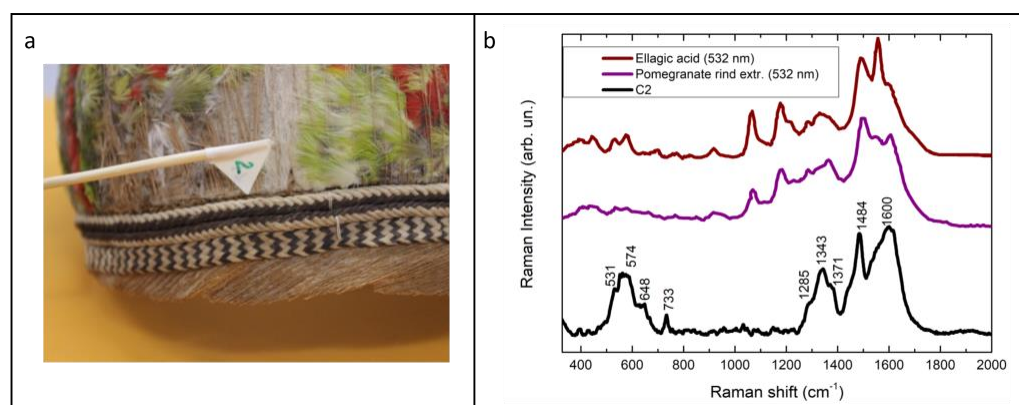 a
2
b
Raman Intensity (arb. un.)
Ellagic acid (532 nm)
Pomegranate rind extr. (532 nm)
C2
531
574
648
733
1285
1343
1371
1484
1600
400 600 800 1000 1200 1400 1600 1800 2000
Raman shift (cm⁻¹)